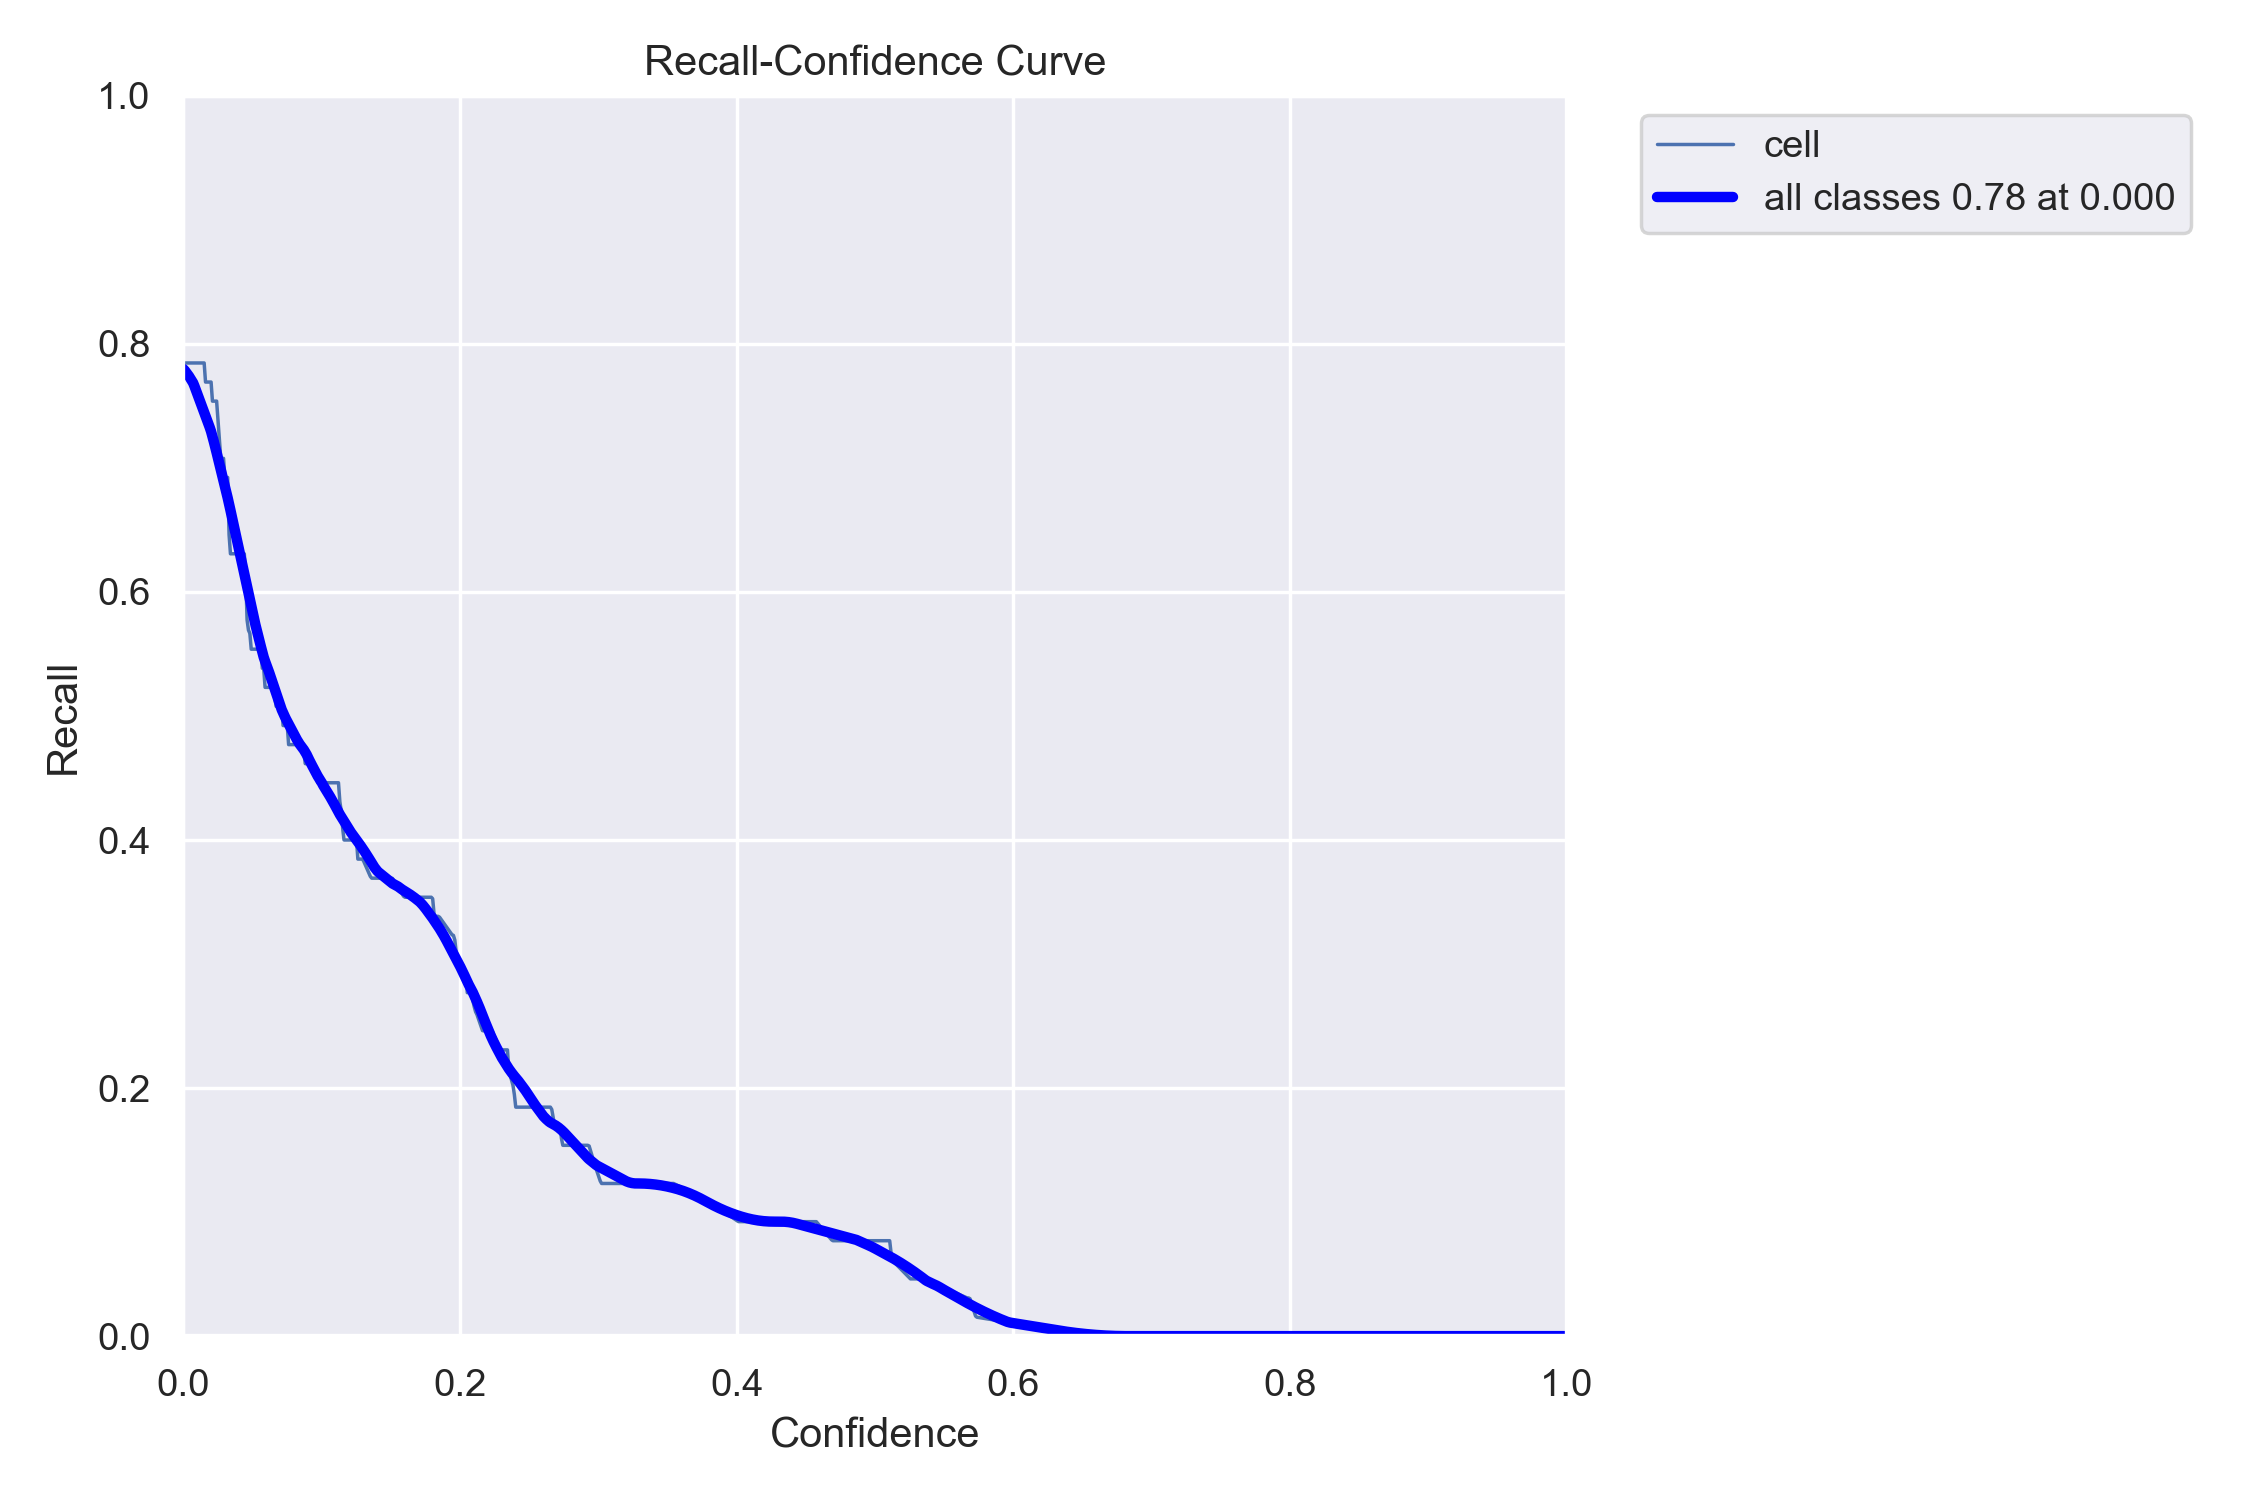 Recall-Confidence Curve
1.0
0.8
0.6
0.4
0.2
0.0
Recall
0.0 0.2 0.4 0.6 0.8 1.0
Confidence
cell
all classes 0.78 at 0.000